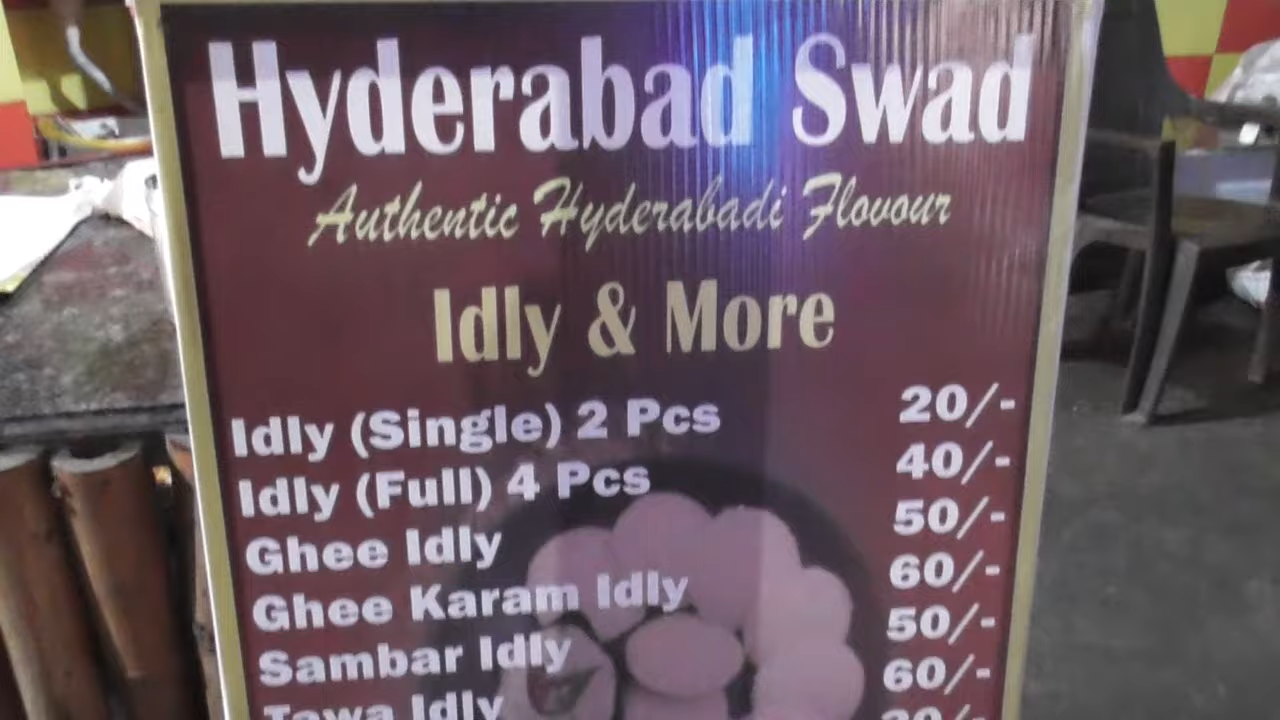 Hyderabad Swad
Authentic Hyderabadi Flovour
Idly & More
Idly (Single) 2 Pcs 20/-
Idly (Full) 4 Pcs 40/-
Ghee Idly 50/-
Ghee Karam Idly 60/-
Sambar Idly 50/-
Tawa Idly 60/-